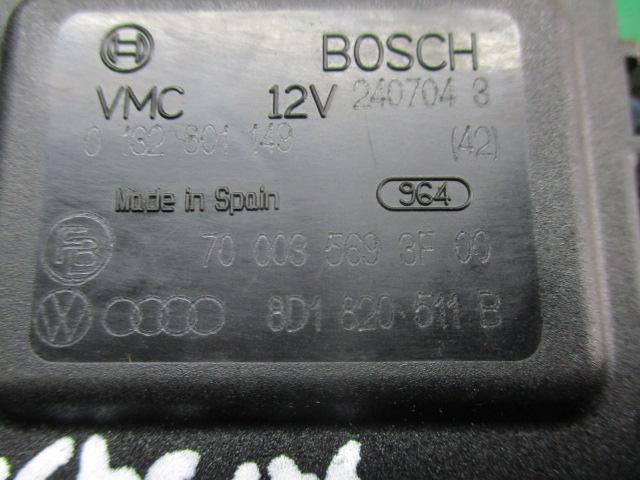 BOSCH
VMC 12V 240704 3
0 132 801 149 (42)
Made in Spain 964
70 003 569 3F 00
8D1 820 511 B